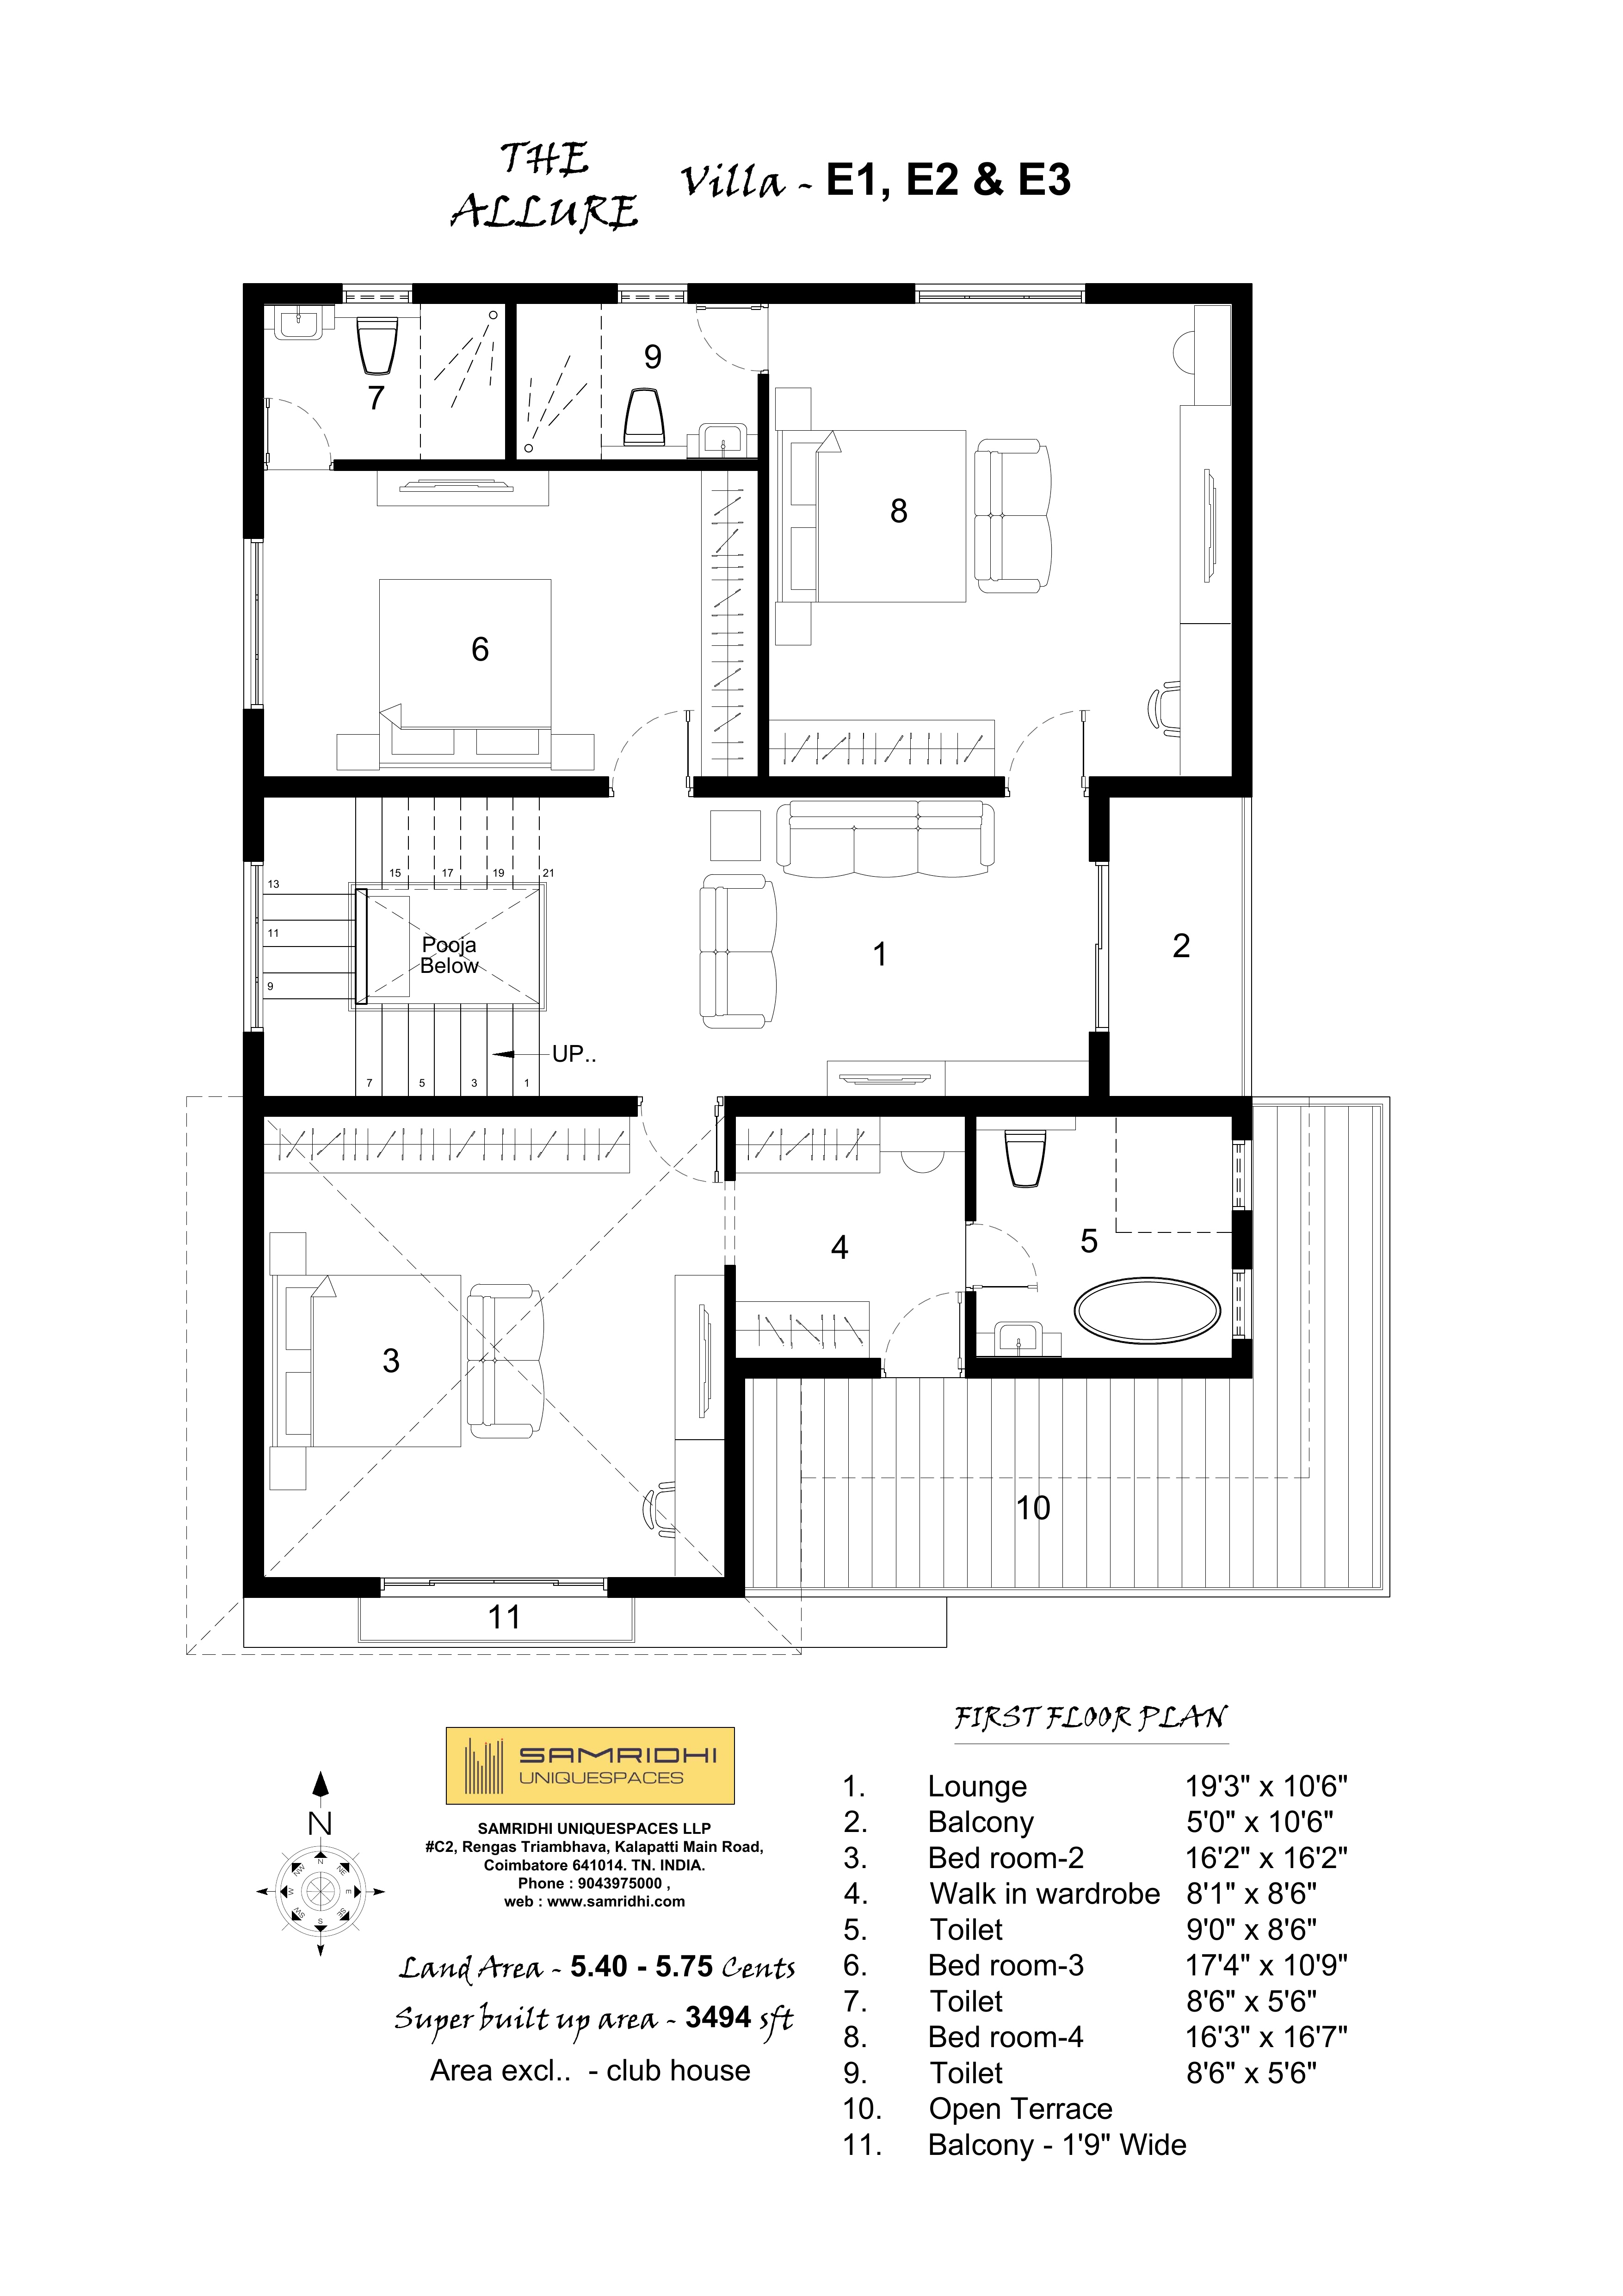 THE
ALLURE
Villa - E1, E2 & E3
7
9
8
6
13
15
17
19
21
11
9
Pooja
Below
1
2
UP..
7
5
3
1
4
5
3
10
11
FIRST FLOOR PLAN
SAMRIDHI
UNIQUESPACES
SAMRIDHI UNIQUESPACES LLP
#C2, Rengas Triambhava, Kalapatti Main Road,
Coimbatore 641014. TN. INDIA.
Phone : 9043975000 ,
web : www.samridhi.com
N
N
NE
E
SE
S
SW
W
NW
Land Area - 5.40 - 5.75 Cents
Super built up area - 3494 sft
Area excl.. - club house
1. Lounge 19'3" x 10'6"
2. Balcony 5'0" x 10'6"
3. Bed room-2 16'2" x 16'2"
4. Walk in wardrobe 8'1" x 8'6"
5. Toilet 9'0" x 8'6"
6. Bed room-3 17'4" x 10'9"
7. Toilet 8'6" x 5'6"
8. Bed room-4 16'3" x 16'7"
9. Toilet 8'6" x 5'6"
10. Open Terrace
11. Balcony - 1'9" Wide